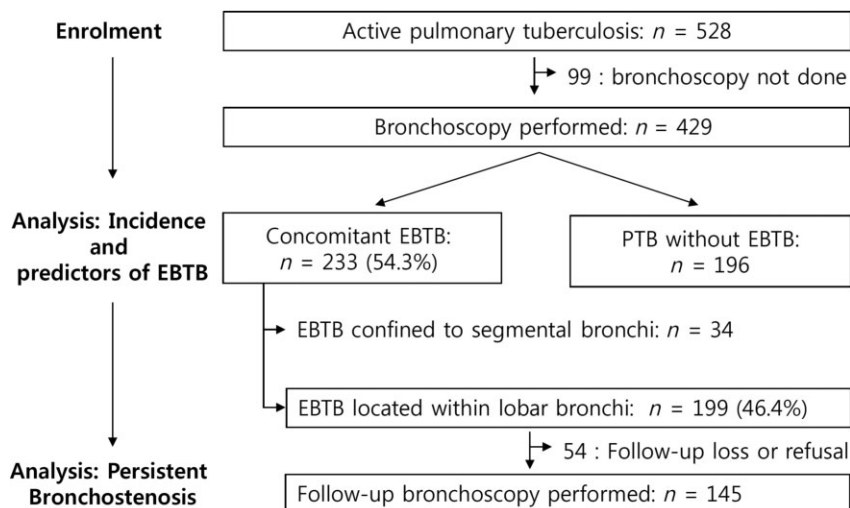 Enrolment
Active pulmonary tuberculosis: n = 528
99 : bronchoscopy not done
Bronchoscopy performed: n = 429
Analysis: Incidence
and
predictors of EBTB
Concomitant EBTB:
n = 233 (54.3%)
PTB without EBTB:
n = 196
EBTB confined to segmental bronchi: n = 34
EBTB located within lobar bronchi: n = 199 (46.4%)
54 : Follow-up loss or refusal
Analysis: Persistent
Bronchostenosis
Follow-up bronchoscopy performed: n = 145